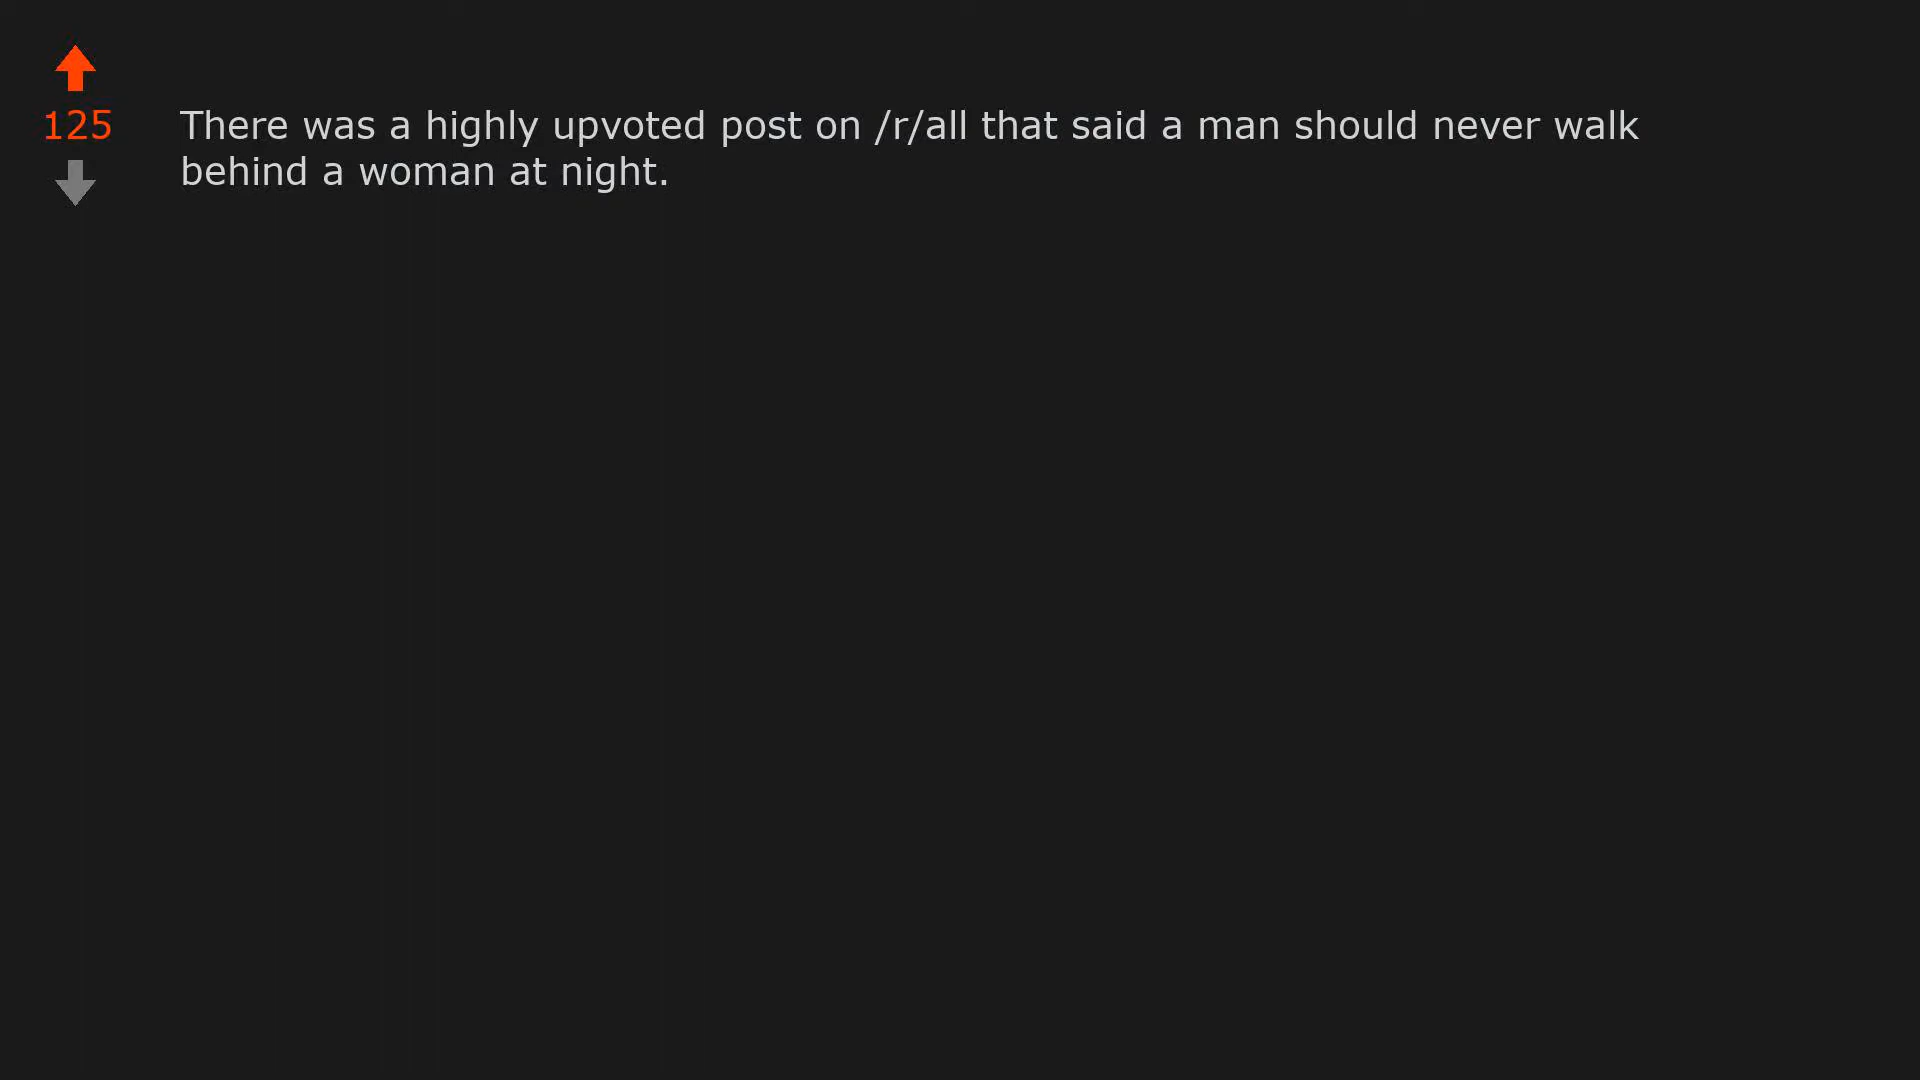 125
There was a highly upvoted post on /r/all that said a man should never walk
behind a woman at night.